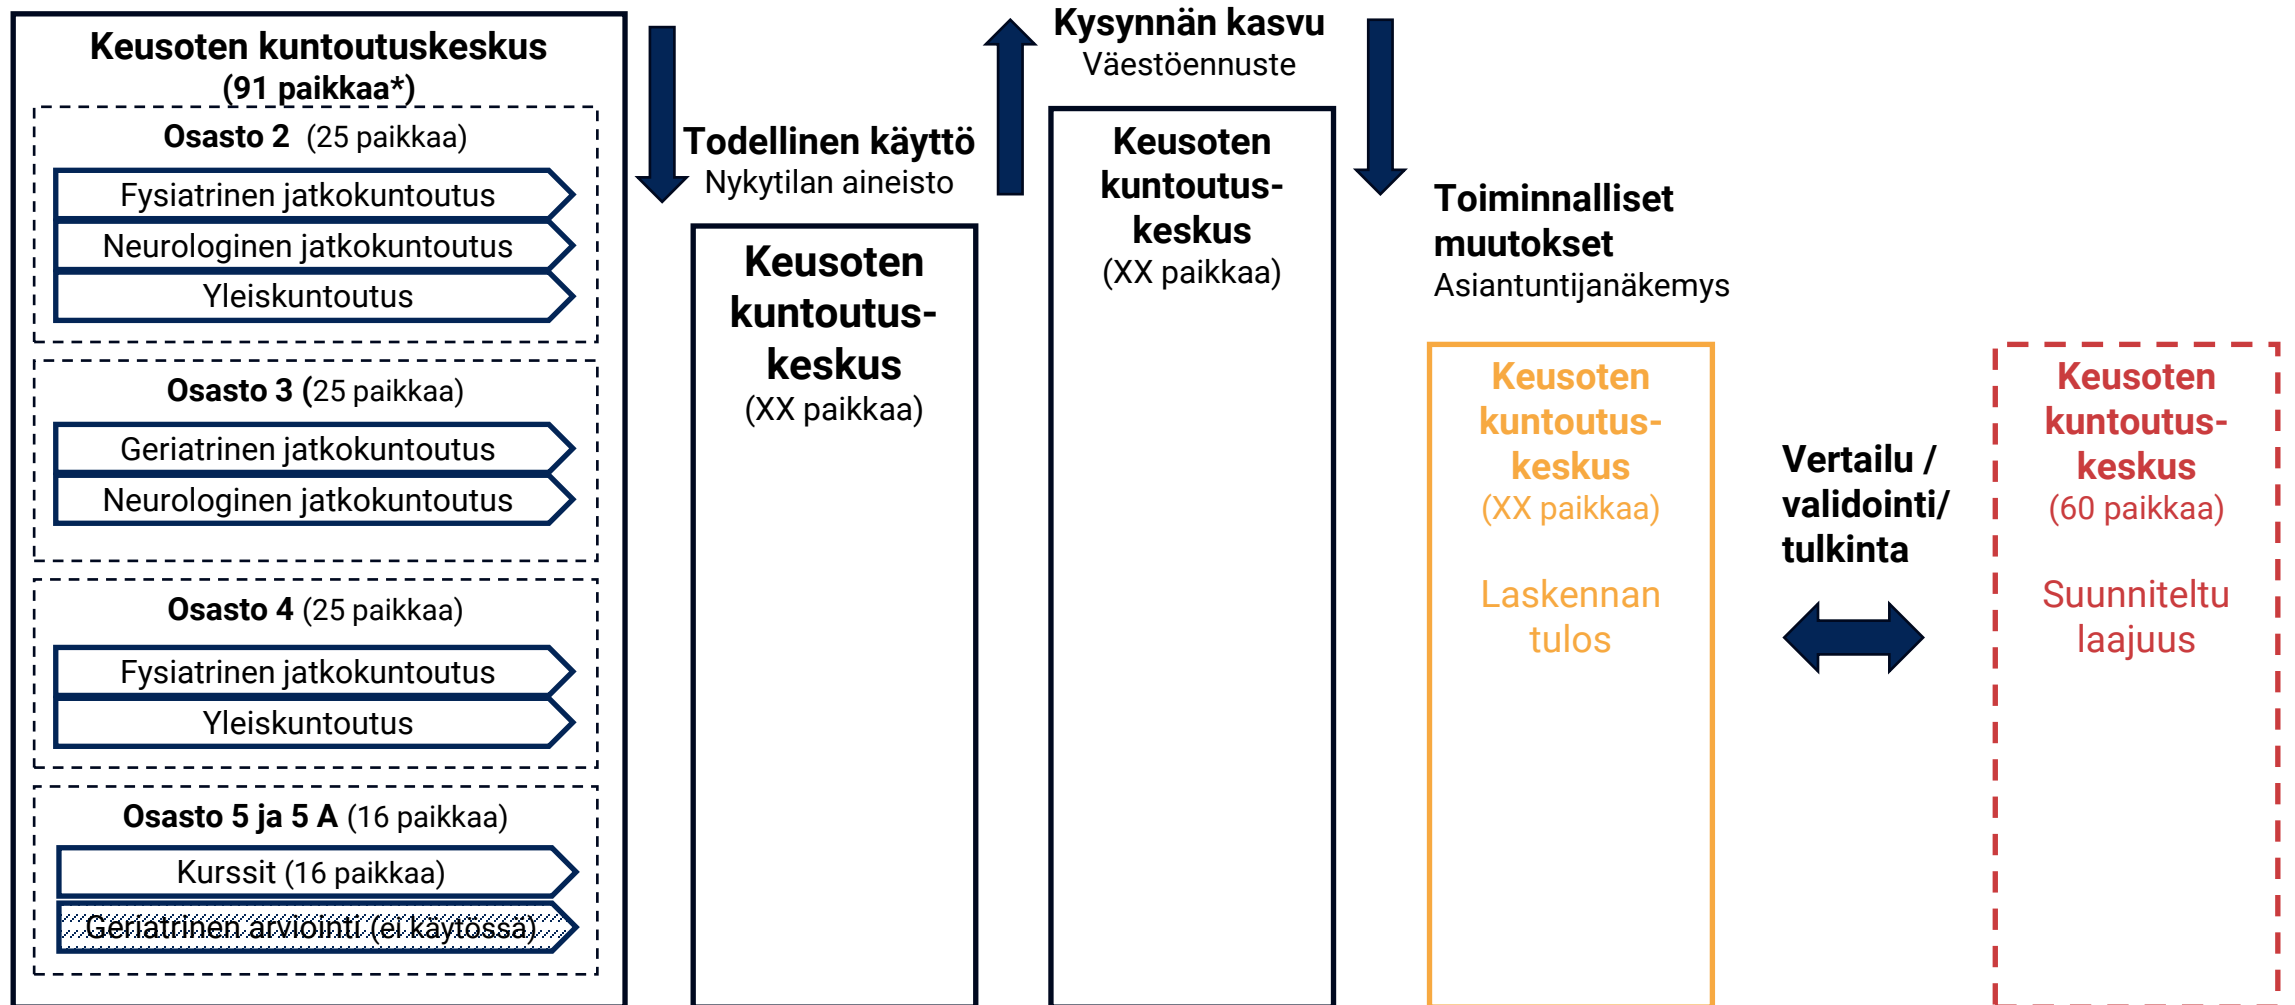 Keusoten kuntoutuskeskus
(91 paikkaa*)
Osasto 2 (25 paikkaa)
Fysiatrinen jatkokuntoutus
Neurologinen jatkokuntoutus
Yleiskuntoutus
Osasto 3 (25 paikkaa)
Geriatrinen jatkokuntoutus
Neurologinen jatkokuntoutus
Osasto 4 (25 paikkaa)
Fysiatrinen jatkokuntoutus
Yleiskuntoutus
Osasto 5 ja 5 A (16 paikkaa)
Kurssit (16 paikkaa)
Geriatrinen arviointi (ei käytössä)
Todellinen käyttö
Nykytilan aineisto
Keusoten
kuntoutus-
keskus
(XX paikkaa)
Kysynnän kasvu
Väestöennuste
Keusoten
kuntoutus-
keskus
(XX paikkaa)
Toiminnalliset
muutokset
Asiantuntijanäkemys
Keusoten
kuntoutus-
keskus
(XX paikkaa)
Laskennan
tulos
Vertailu /
validointi/
tulkinta
Keusoten
kuntoutus-
keskus
(60 paikkaa)
Suunniteltu
laajuus